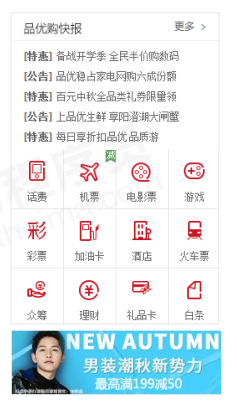 品优购快报 更多 >
[特惠] 备战开学季 全民半价购数码
[公告] 品优稳占家电网购六成份额
[特惠] 百元中秋全品类礼券限量领
[公告] 上品优生鲜 享阳澄湖大闸蟹
[特惠] 每日享折扣品优品质游
减
话费 机票 电影票 游戏
彩
彩票 加油卡 酒店 火车票
¥
众筹 理财 礼品卡 白条
NEW AUTUMN
男装潮秋新势力
最高满199减50